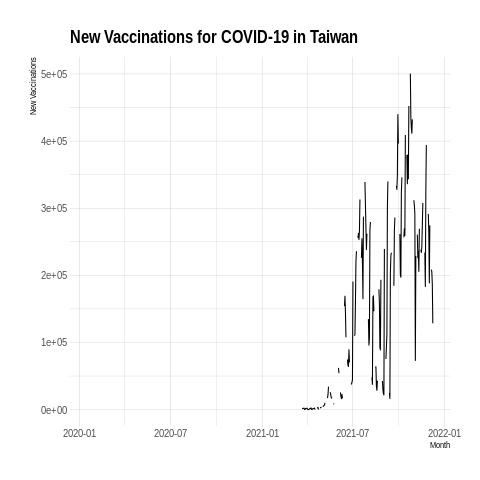 New Vaccinations for COVID-19 in Taiwan
New Vaccinations
5e+05
4e+05
3e+05
2e+05
1e+05
0e+00
2020-01 2020-07 2021-01 2021-07 2022-01
Month